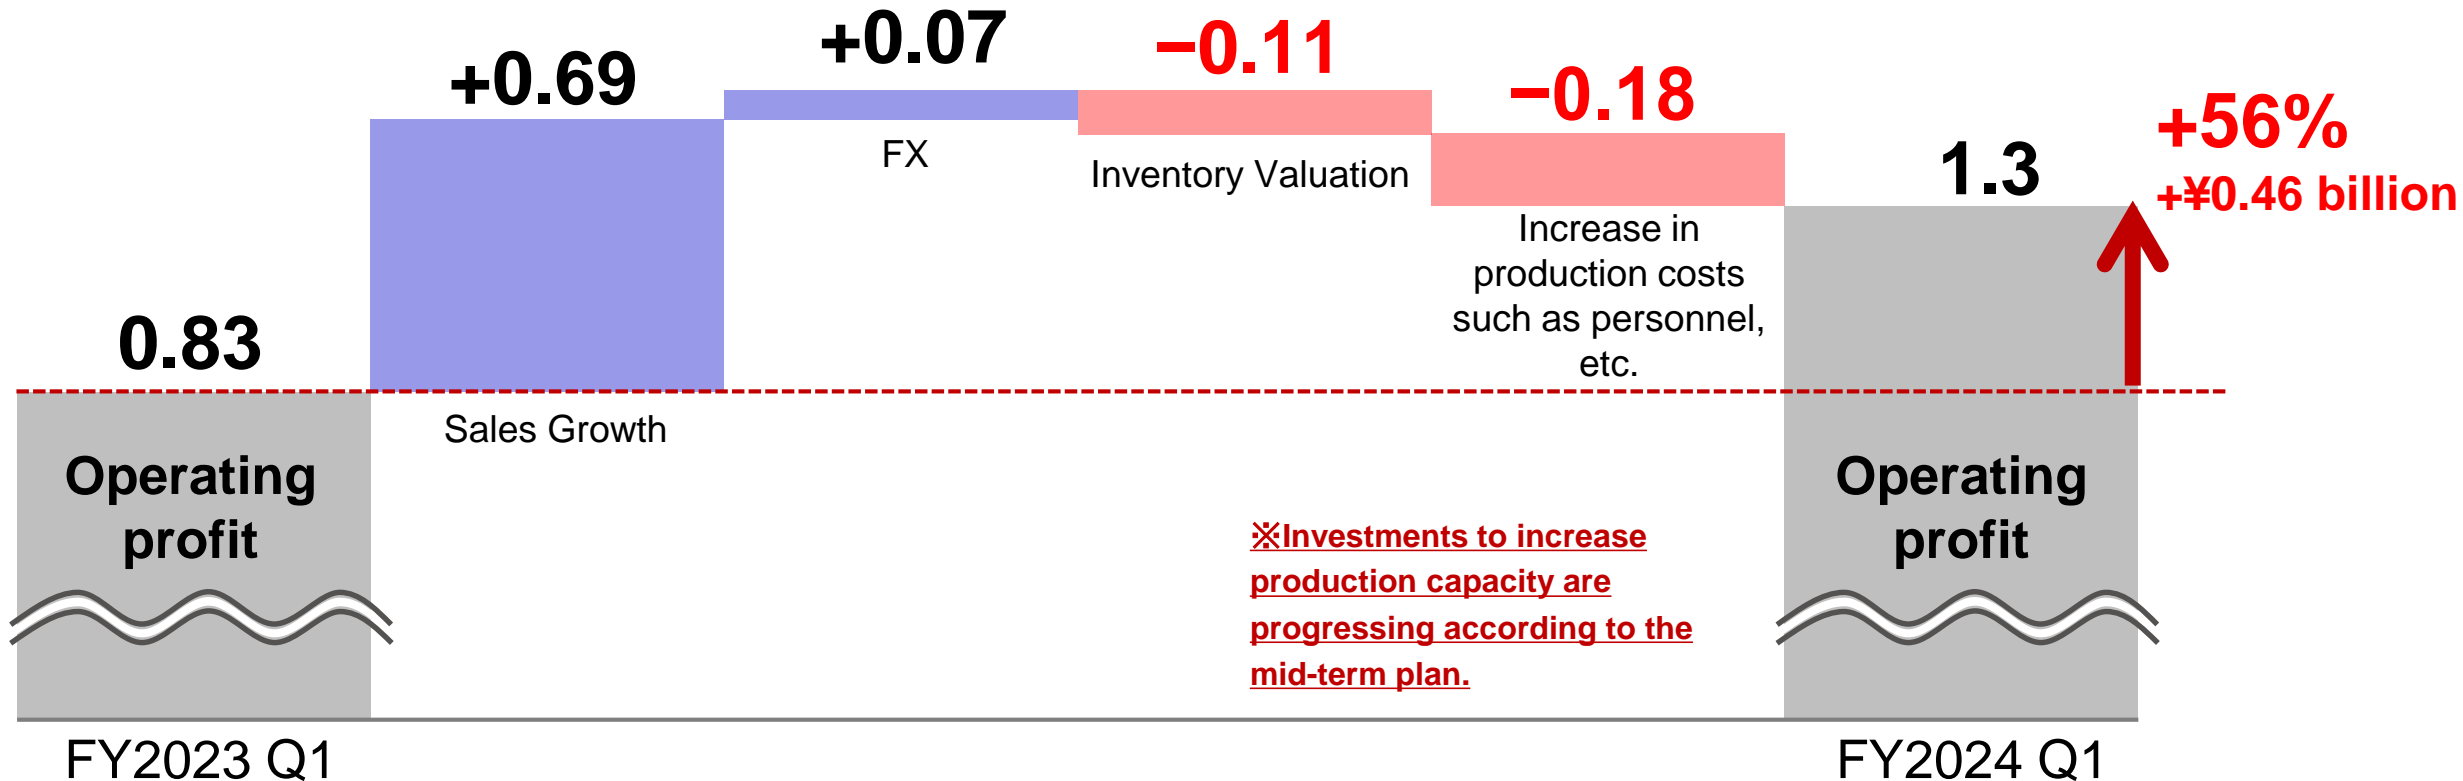 +0.69
+0.07
−0.11
−0.18
+56%
+¥0.46 billion
1.3
0.83
FX
Inventory Valuation
Increase in
production costs
such as personnel,
etc.
Sales Growth
Operating
profit
Operating
profit
※Investments to increase
production capacity are
progressing according to the
mid-term plan.
FY2023 Q1
FY2024 Q1